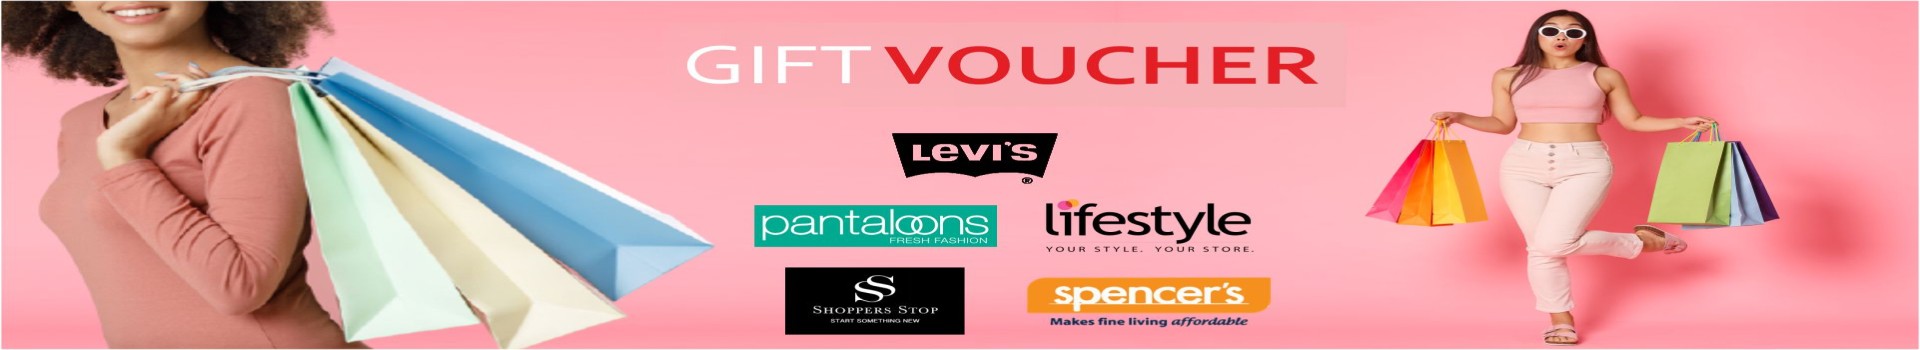 GIFT VOUCHER
LEVI'S
®
pantaloons
FRESH FASHION
lifestyle
YOUR STYLE. YOUR STORE.
SS
SHOPPERS STOP
START SOMETHING NEW
spencer's
Makes fine living affordable